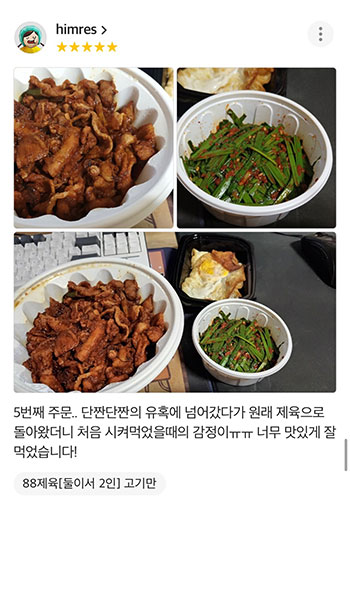 himres >
5번째 주문.. 단짠단짠의 유혹에 넘어갔다가 원래 제육으로
돌아왔더니 처음 시켜먹었을때의 감정이ㅠㅠ 너무 맛있게 잘
먹었습니다!
88제육[둘이서 2인] 고기만